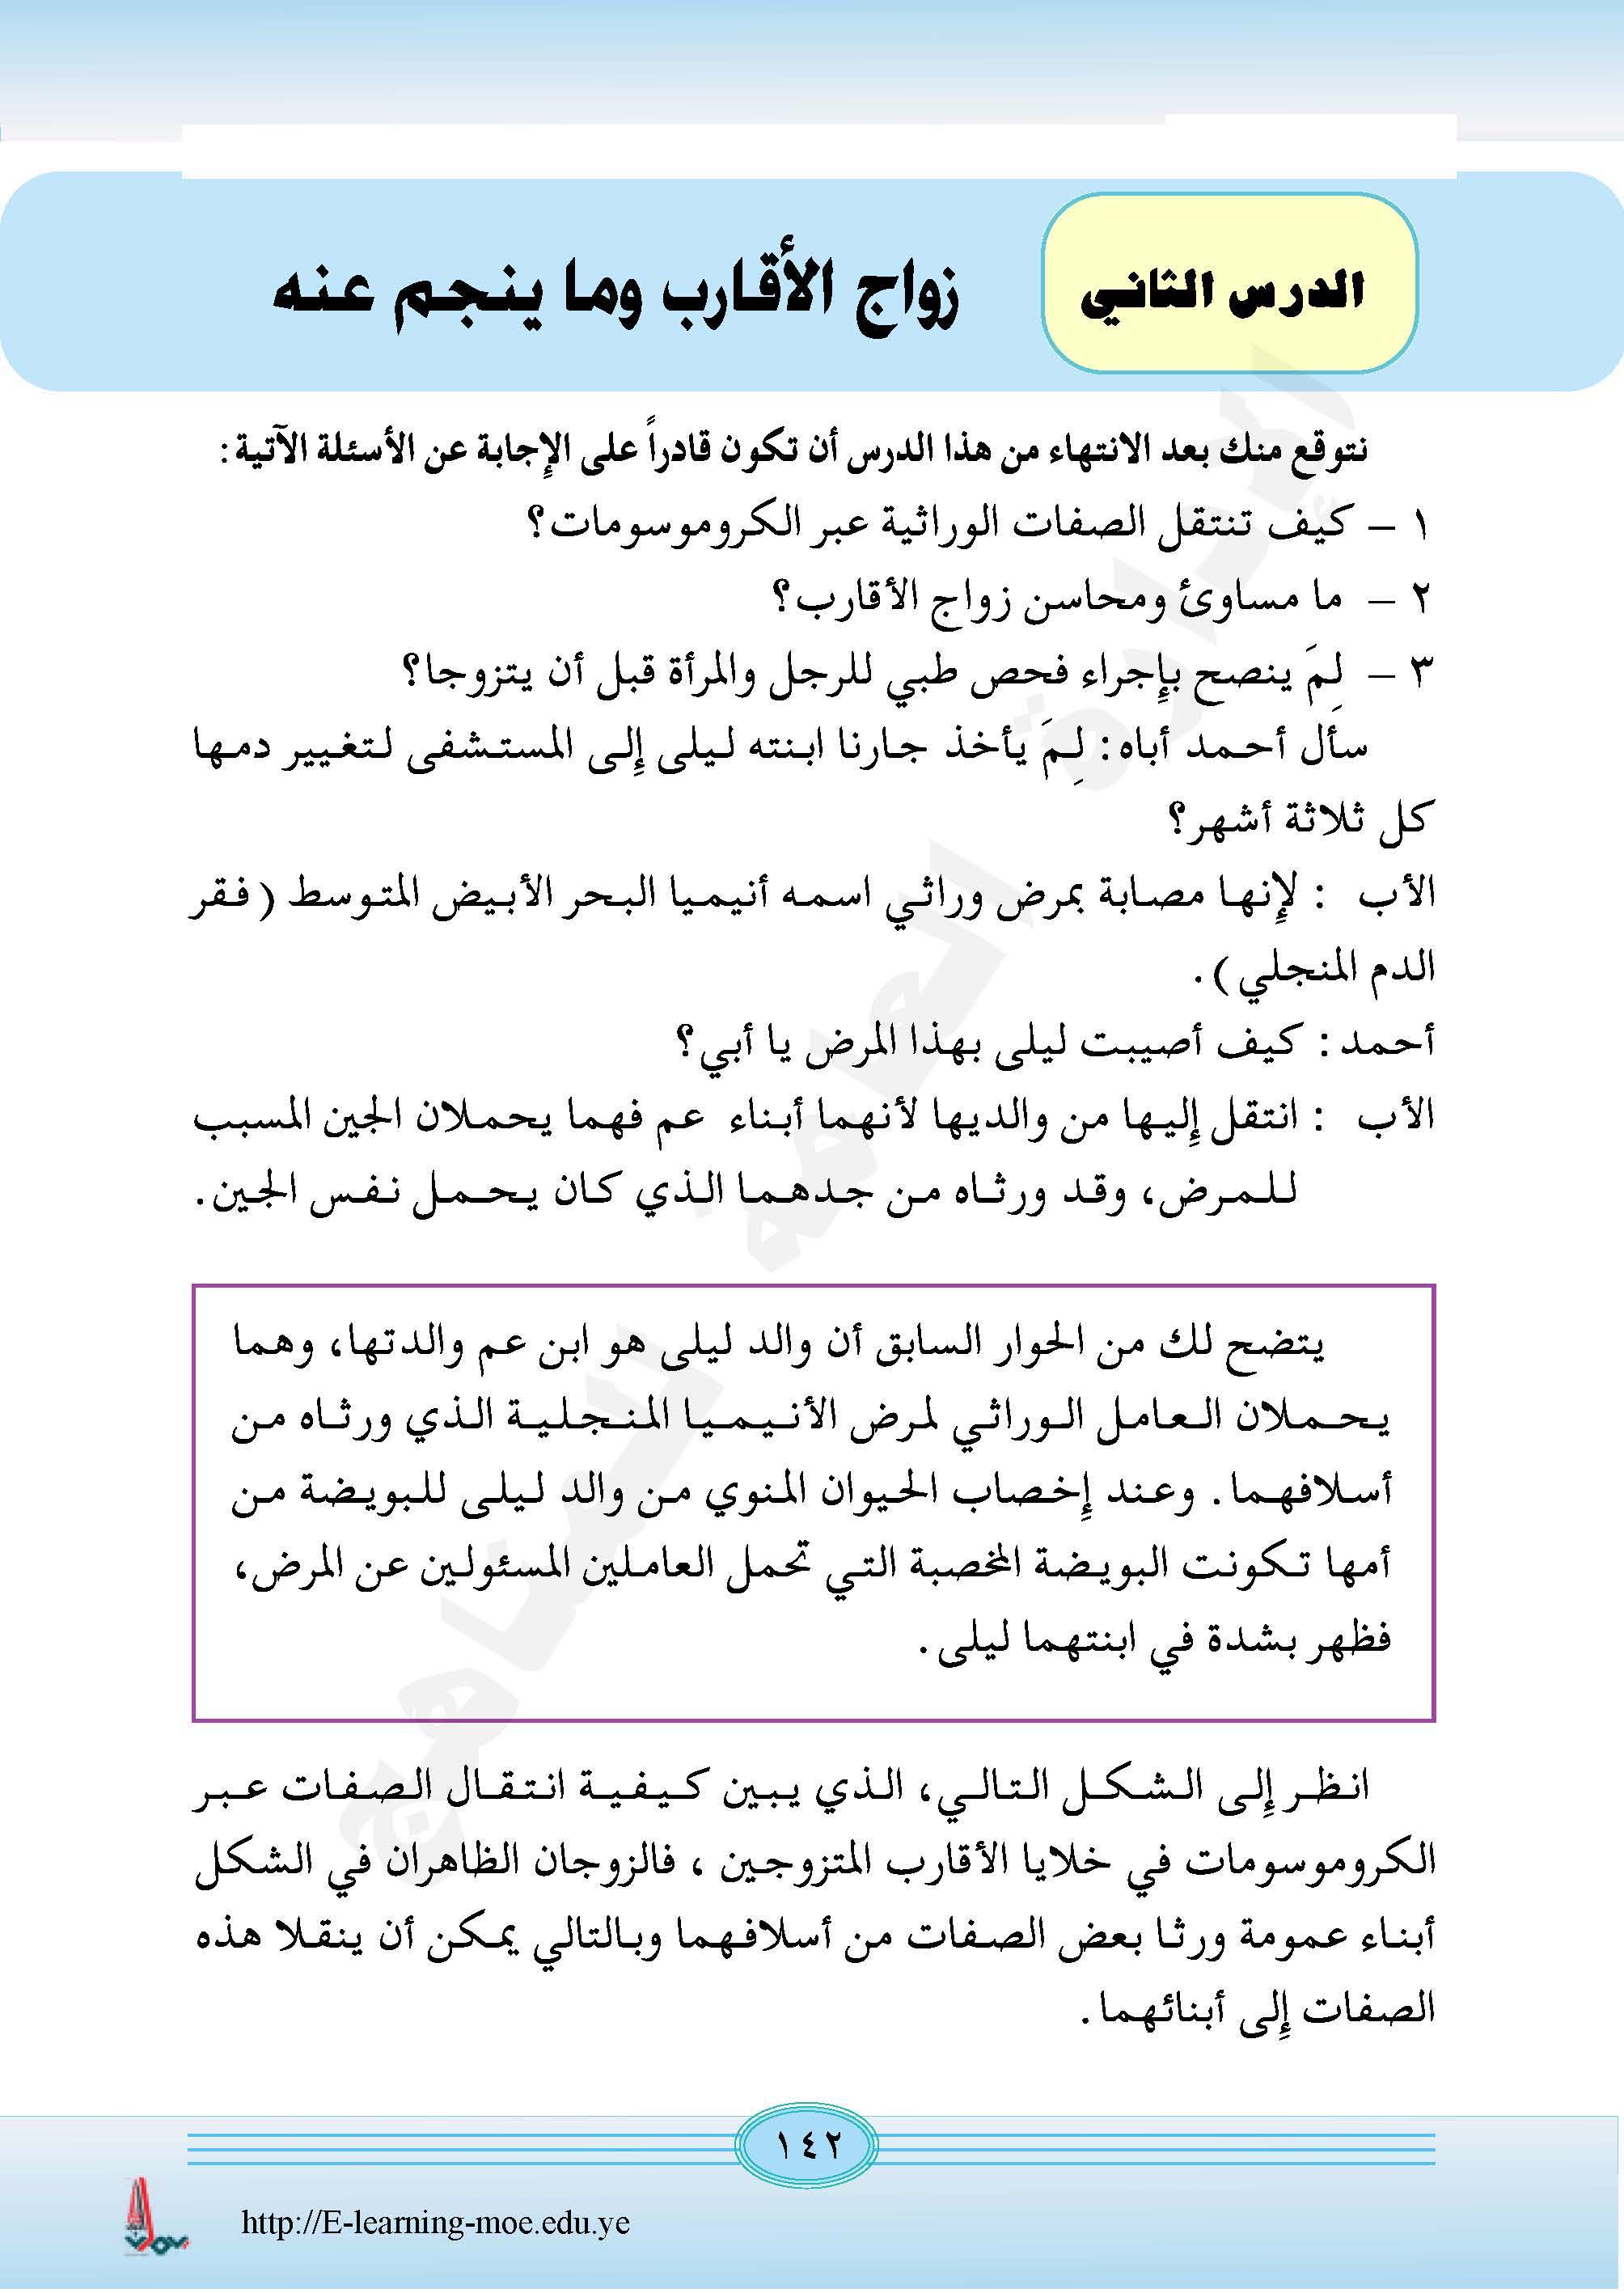 الدرس الثاني
زواج الأقارب وما ينجم عنه
نتوقع منك بعد الانتهاء من هذا الدرس أن تكون قادراً على الإجابة عن الأسئلة الآتية:
١ – كيف تنتقل الصفات الوراثية عبر الكروموسومات؟
٢ – ما مساوئ ومحاسن زواج الأقارب؟
٣ – لِمَ ينصح بإجراء فحص طبي للرجل والمرأة قبل أن يتزوجا؟
سأل أحمد أباه: لِمَ يأخذ جارنا ابنته ليلى إلى المستشفى لتغيير دمها
كل ثلاثة أشهر؟
الأب : لإنها مصابة بمرض وراثي اسمه أنيميا البحر الأبيض المتوسط (فقر
الدم المنجلي).
أحمد: كيف أصيبت ليلى بهذا المرض يا أبي؟
الأب : انتقل إليها من والديها لأنهما أبناء عم فهما يحملان الجين المسبب
للمرض، وقد ورثاه من جدهما الذي كان يحمل نفس الجين.
يتضح لك من الحوار السابق أن والد ليلى هو ابن عم والدتها، وهما
يحملان العامل الوراثي لمرض الأنيميا المنجلية الذي ورثاه من
أسلافهما. وعند إخصاب الحيوان المنوي من والد ليلى للبويضة من
أمها تكونت البويضة المخصبة التي تحمل العاملين المسئولين عن المرض،
فظهر بشدة في ابنتهما ليلى.
انظر إلى الشكل التالي، الذي يبين كيفية انتقال الصفات عبر
الكروموسومات في خلايا الأقارب المتزوجين ، فالزوجان الظاهران في الشكل
أبناء عمومة ورثا بعض الصفات من أسلافهما وبالتالي يمكن أن ينقلا هذه
الصفات إلى أبنائهما.
١٤٢
http://E-learning-moe.edu.ye
إدارة العامة للمناهج